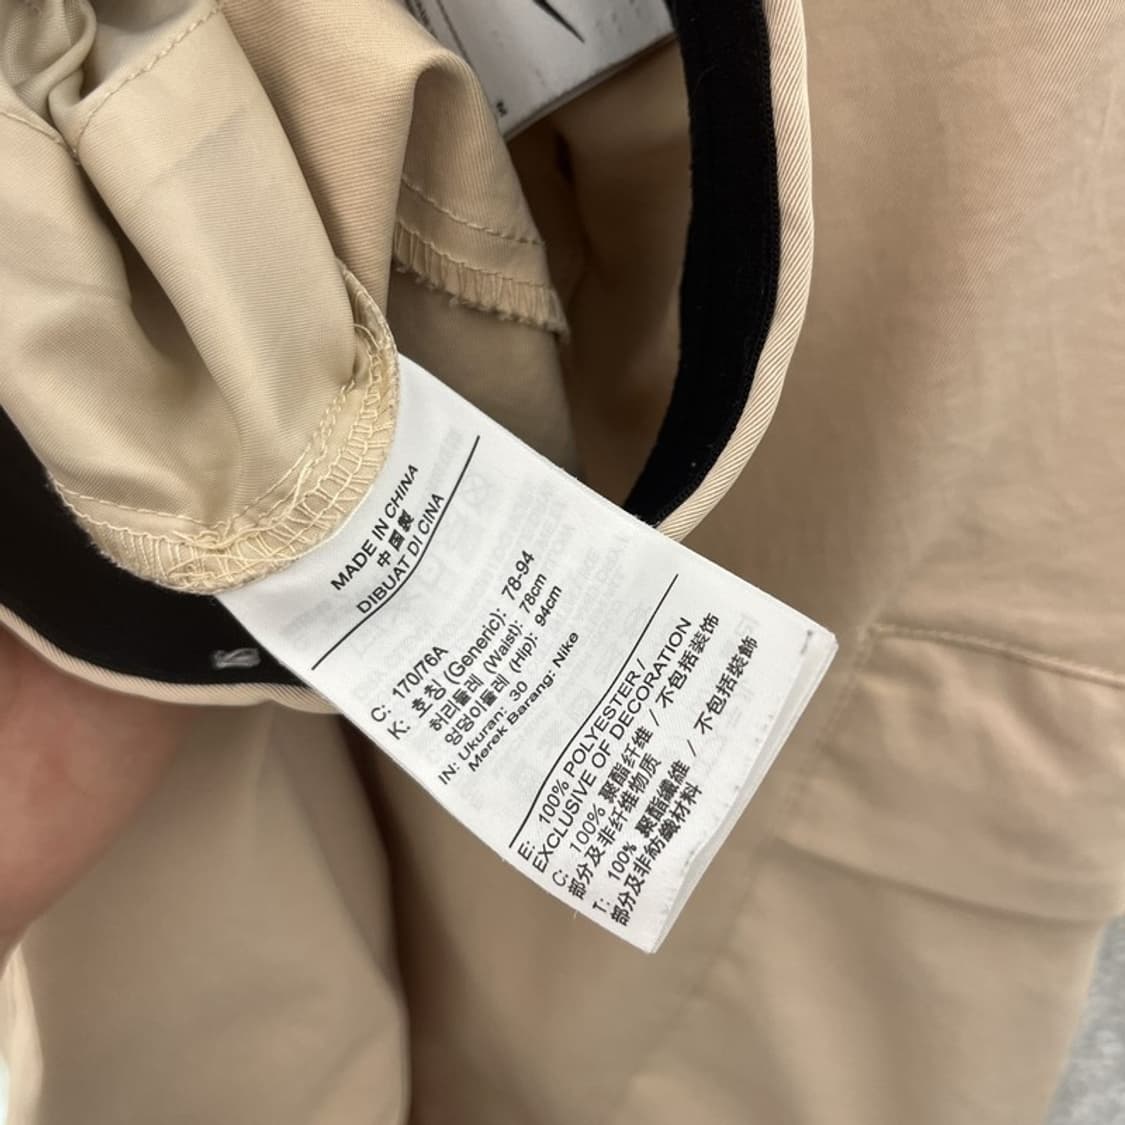 MADE IN CHINA
中国製
DIBUAT DI CINA
C: 170/76A
K: 호칭 (Generic): 78-94
허리둘레 (Waist): 78cm
엉덩이둘레 (Hip): 94cm
IN: Ukuran: 30
Merek Barang: Nike
E: 100% POLYESTER/
EXCLUSIVE OF DECORATION
C: 100% 聚酯纤维 / 不包括装饰
部分及非纤维物质
T: 100% 聚酯纖維 / 不包括裝飾
部分及非紡織材料